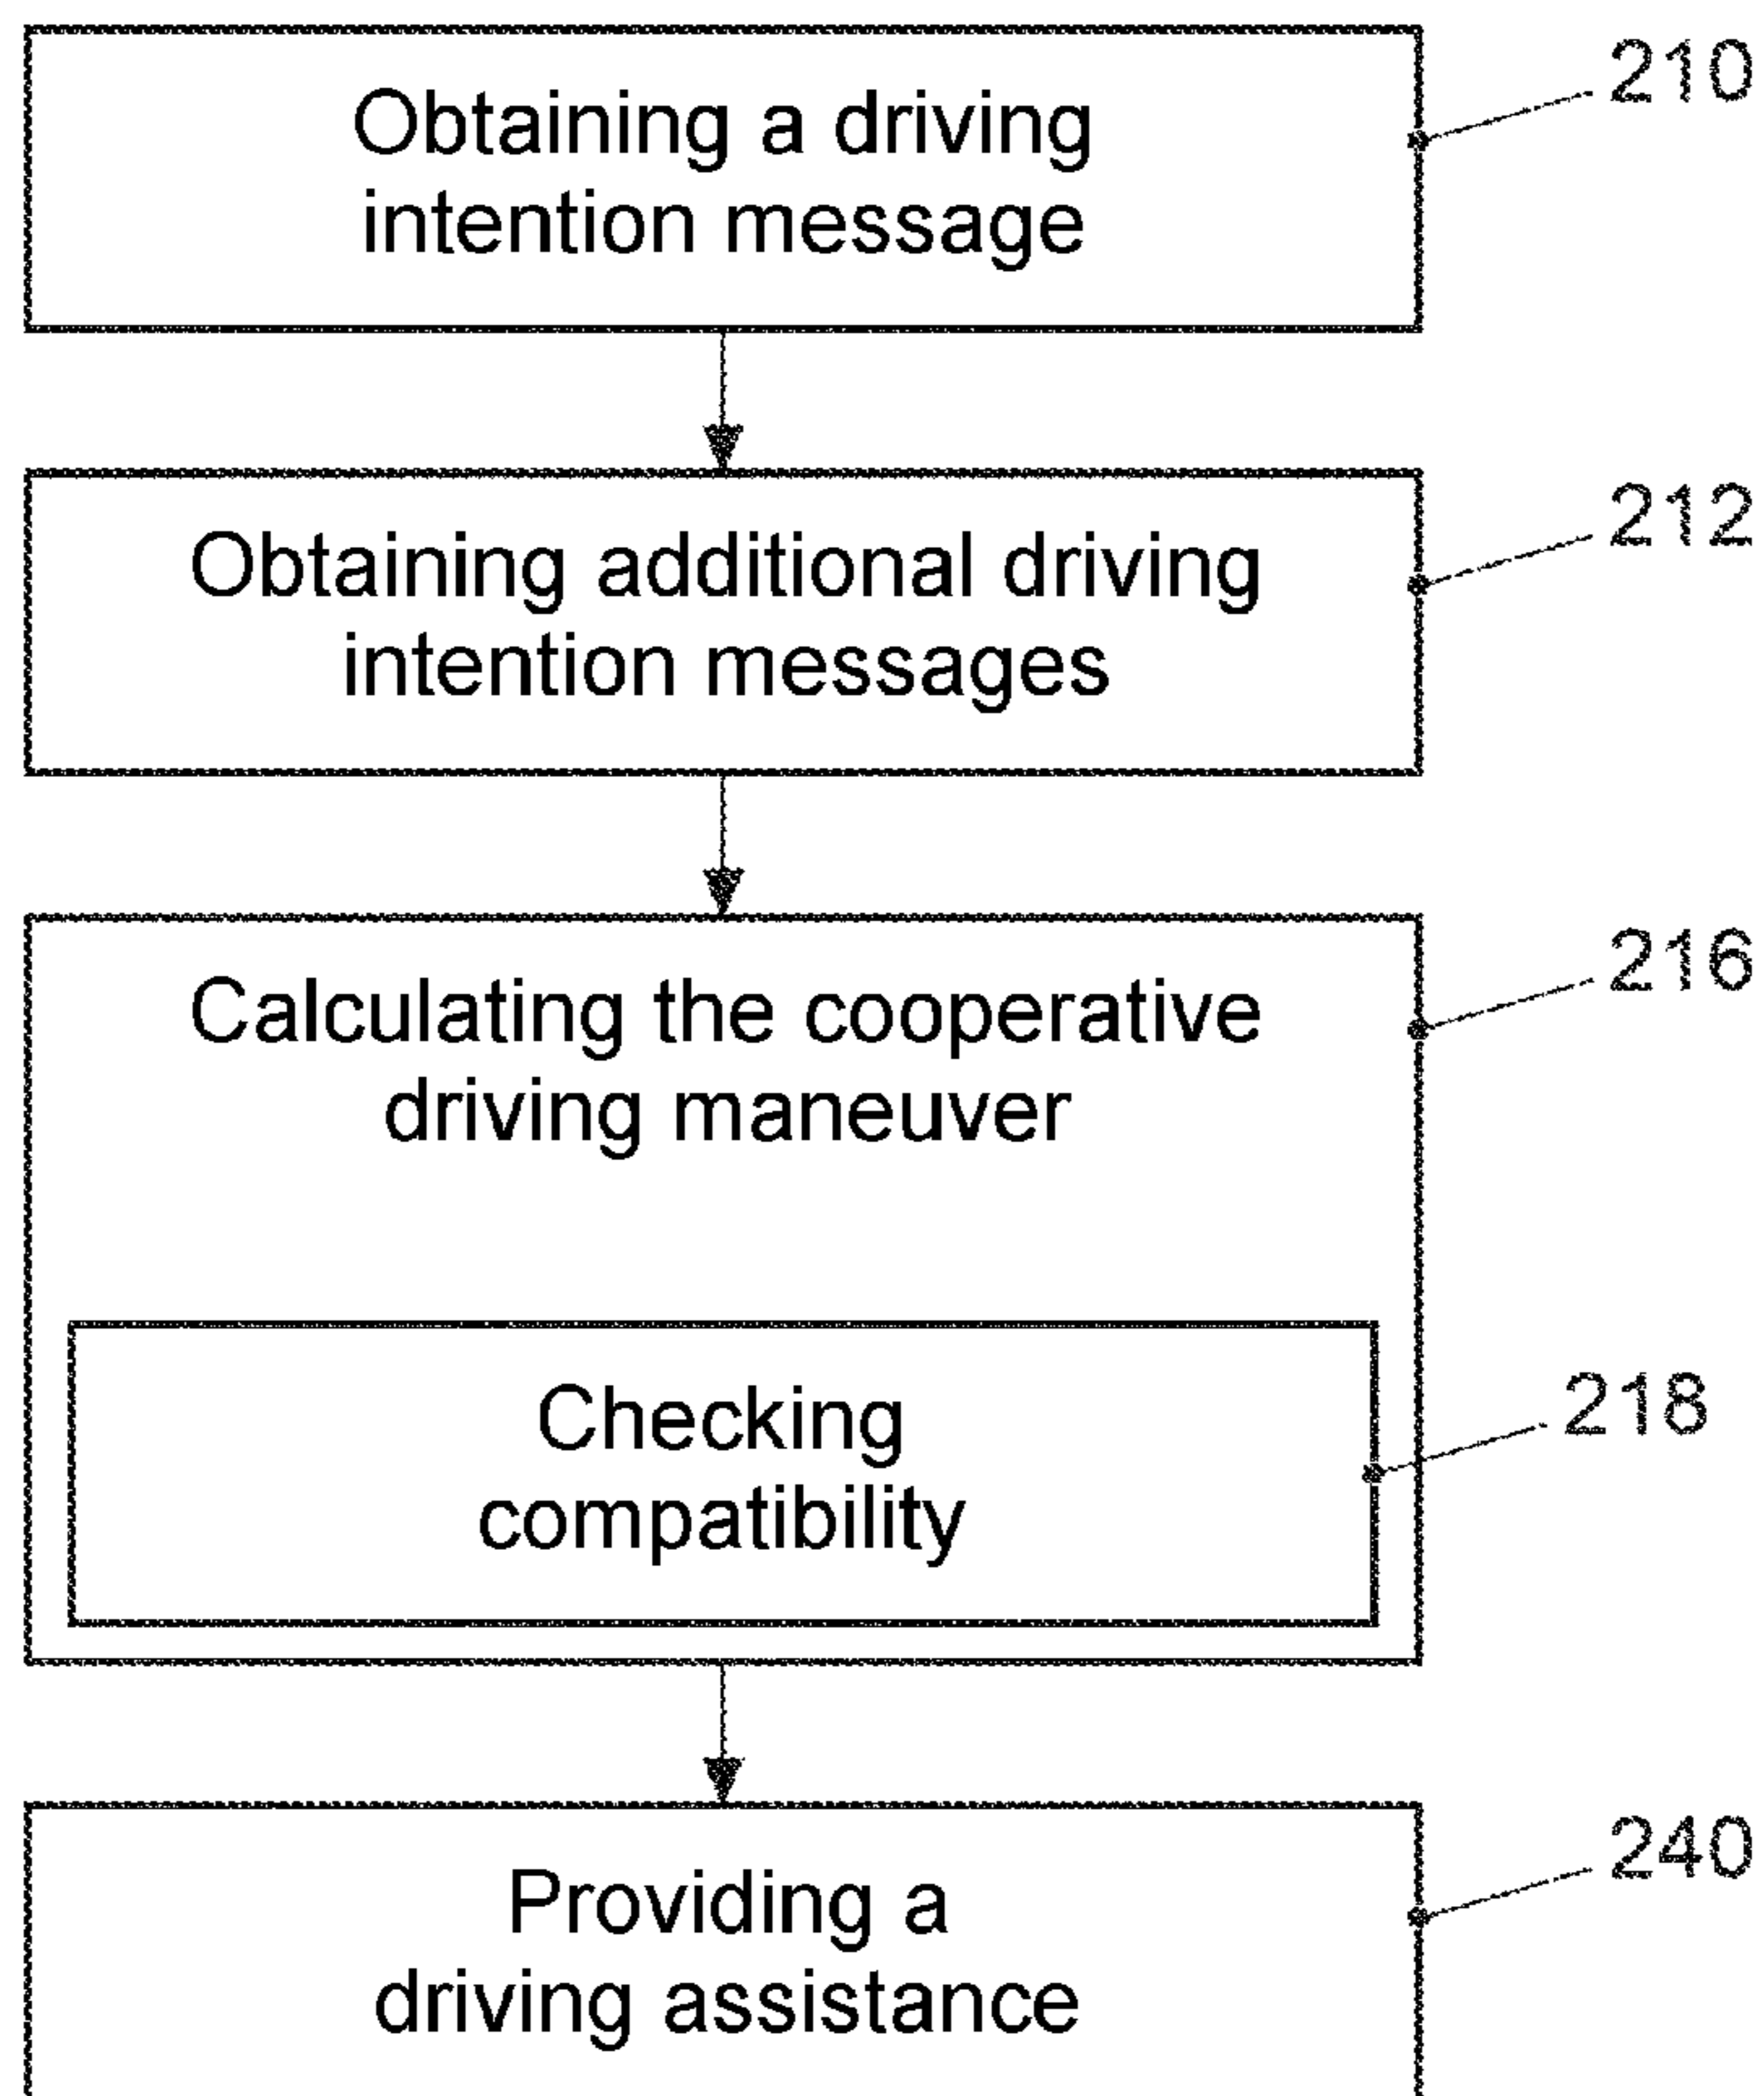 Obtaining a driving
intention message
210
Obtaining additional driving
intention messages
212
Calculating the cooperative
driving maneuver
216
Checking
compatibility
218
Providing a
driving assistance
240